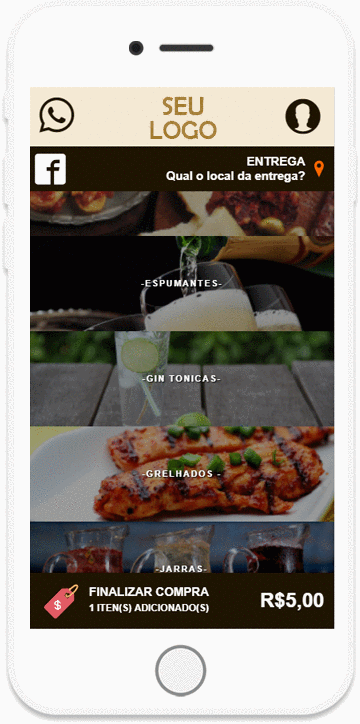 SEU
LOGO
ENTREGA
Qual o local da entrega?
-ESPUMANTES-
-GIN TONICAS-
-GRELHADOS -
-JARRAS-
FINALIZAR COMPRA
1 ITEN(S) ADICIONADO(S)
R$5,00